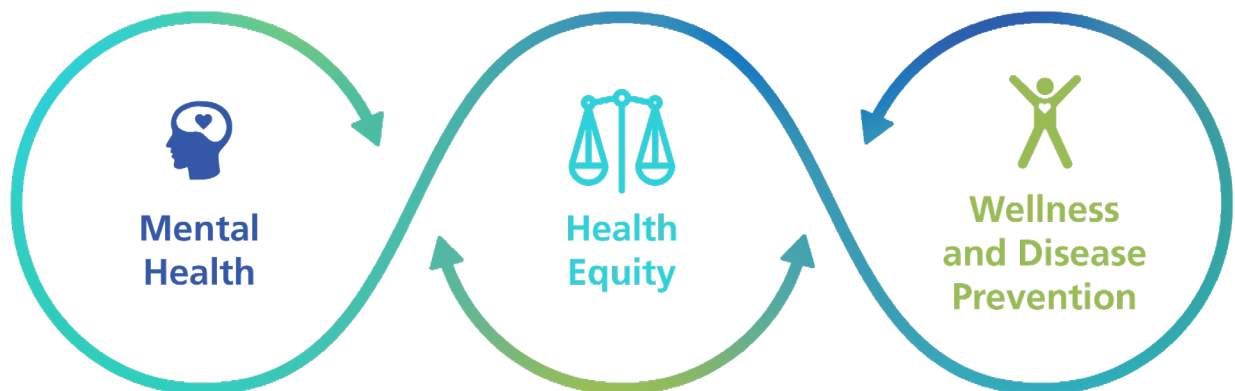 Mental
Health
Health
Equity
Wellness
and Disease
Prevention